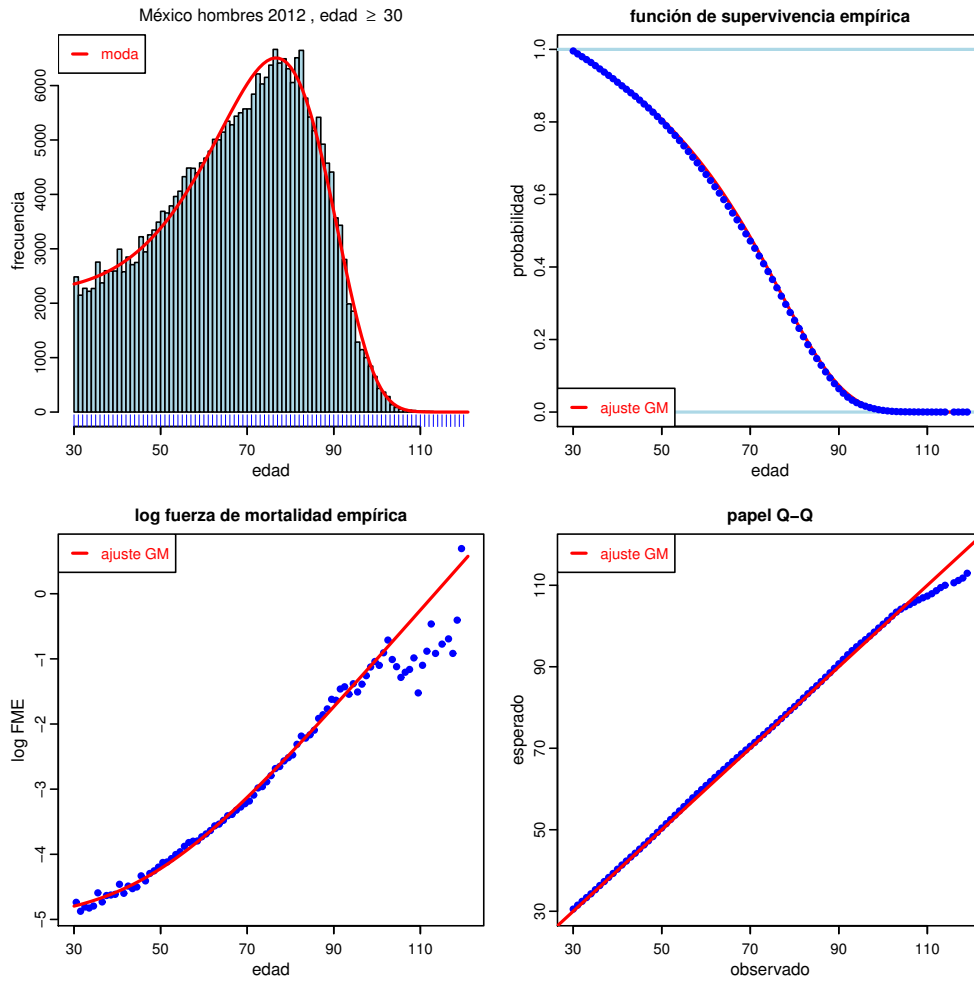 México hombres 2012 , edad ≥ 30
moda
frecuencia
0 1000 2000 3000 4000 5000 6000
30 50 70 90 110
edad
función de supervivencia empírica
ajuste GM
probabilidad
0.0 0.2 0.4 0.6 0.8 1.0
30 50 70 90 110
edad
log fuerza de mortalidad empírica
ajuste GM
log FME
−5 −4 −3 −2 −1 0
30 50 70 90 110
edad
papel Q−Q
ajuste GM
esperado
30 50 70 90 110
30 50 70 90 110
observado